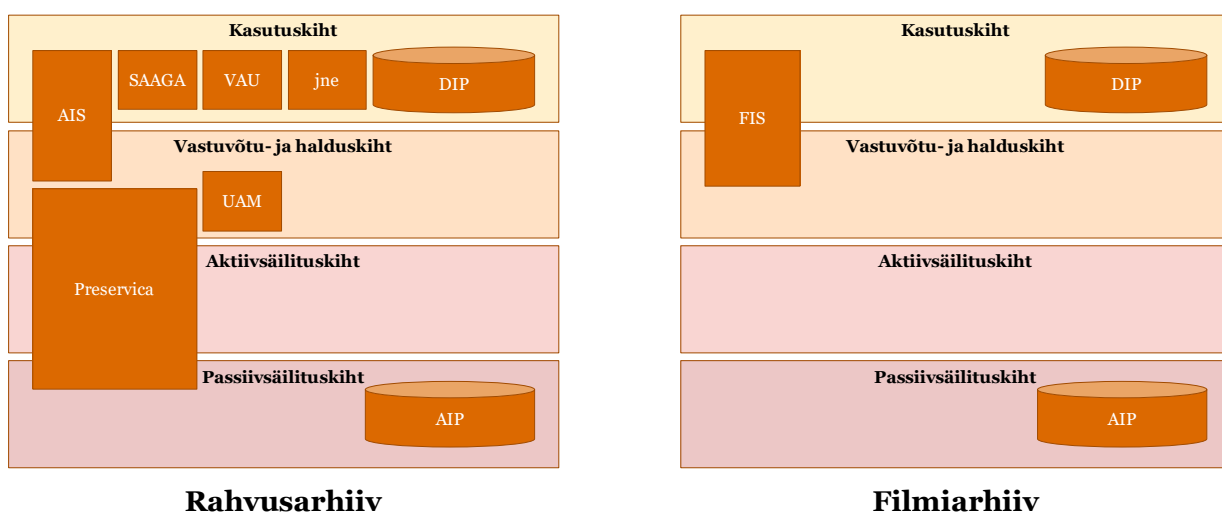 Kasutuskiht
AIS
SAAGA
VAU
jne
DIP
Vastuvõtu- ja halduskiht
UAM
Preservica
Aktiivsäilituskiht
Passiivsäilituskiht
AIP
Rahvusarhiiv
Kasutuskiht
FIS
DIP
Vastuvõtu- ja halduskiht
Aktiivsäilituskiht
Passiivsäilituskiht
AIP
Filmiarhiiv